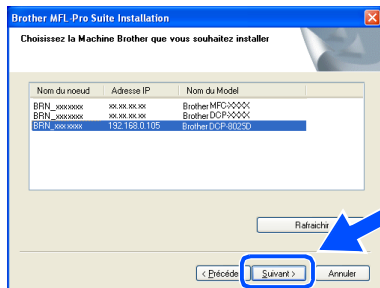 Brother MFL-Pro Suite Installation
Choisissez la Machine Brother que vous souhaitez installer
Nom du noeud Adresse IP Nom du Model
BRN_xxxxxxx xx.xx.xx.xx Brother MFC-XXXX
BRN_xxxxxxx xx.xx.xx.xx Brother DCP-XXXX
BRN_xxx xxxx 192.168.0.105 Brother DCP-8025D
Rafraichir
< Précéde Suivant > Annuler